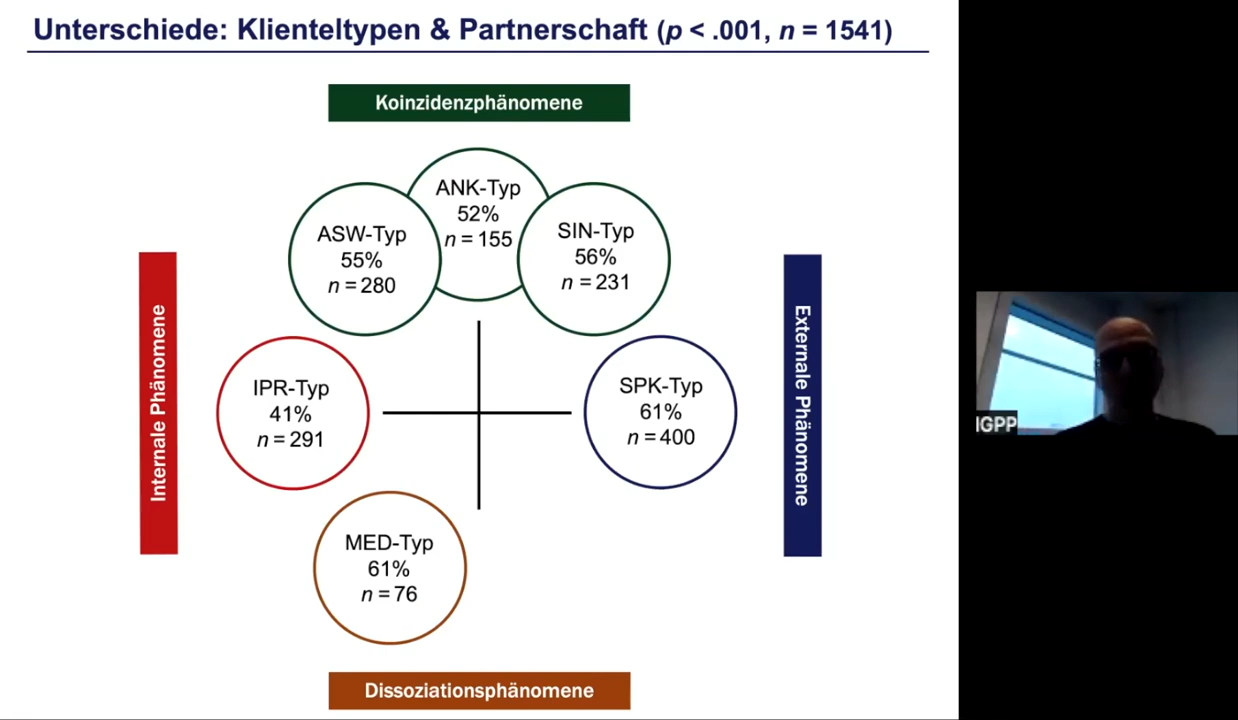 Unterschiede: Klienteltypen & Partnerschaft (p < .001, n = 1541)
Koinzidenzphänomene
ANK-Typ
52%
n = 155
ASW-Typ
55%
n = 280
SIN-Typ
56%
n = 231
Internale Phänomene
Externale Phänomene
IPR-Typ
41%
n = 291
SPK-Typ
61%
n = 400
IGPP
MED-Typ
61%
n = 76
Dissoziationsphänomene